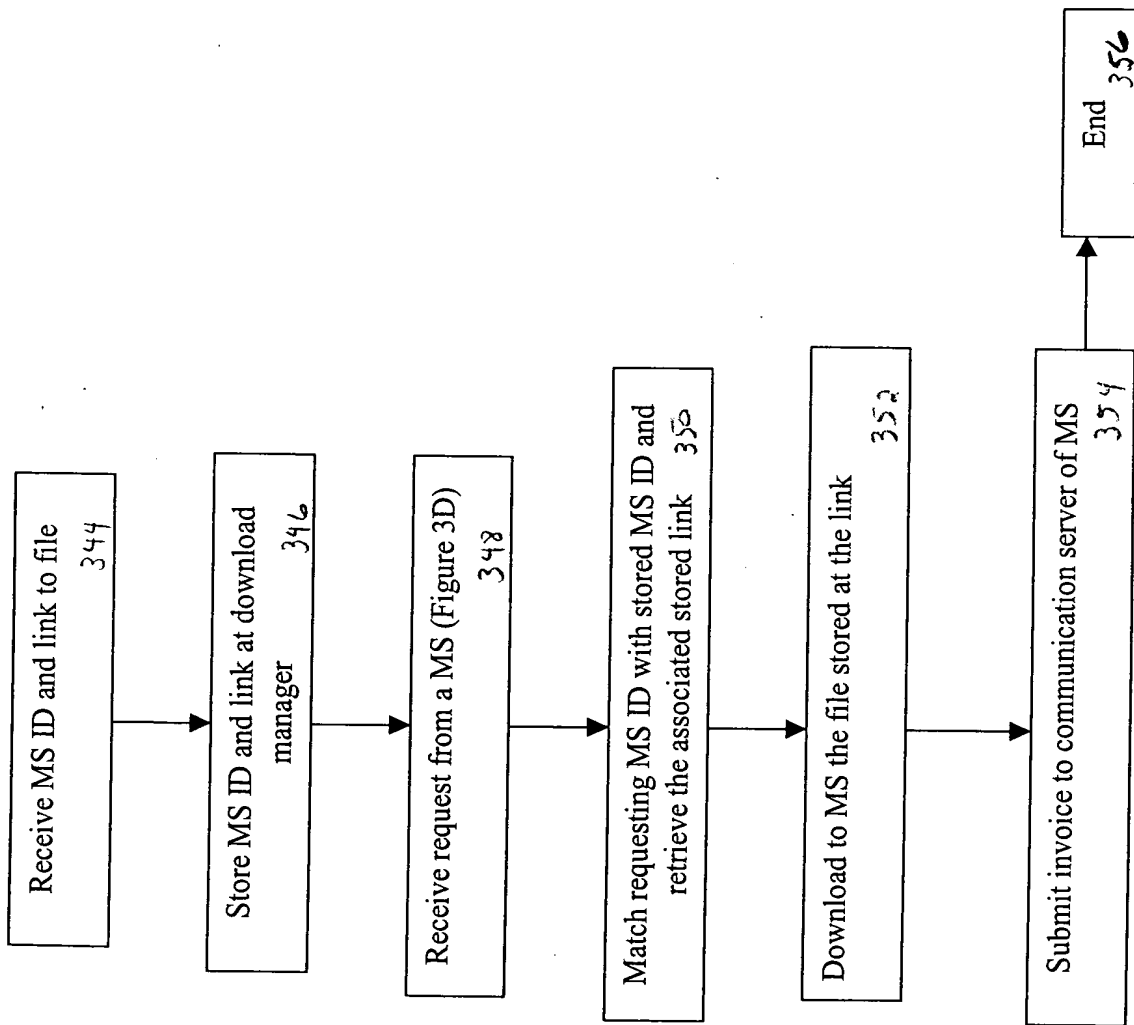 Receive MS ID and link to file
344
Store MS ID and link at download
manager 346
Receive request from a MS (Figure 3D)
348
Match requesting MS ID with stored MS ID and
retrieve the associated stored link 350
Download to MS the file stored at the link
352
Submit invoice to communication server of MS
354
End
356